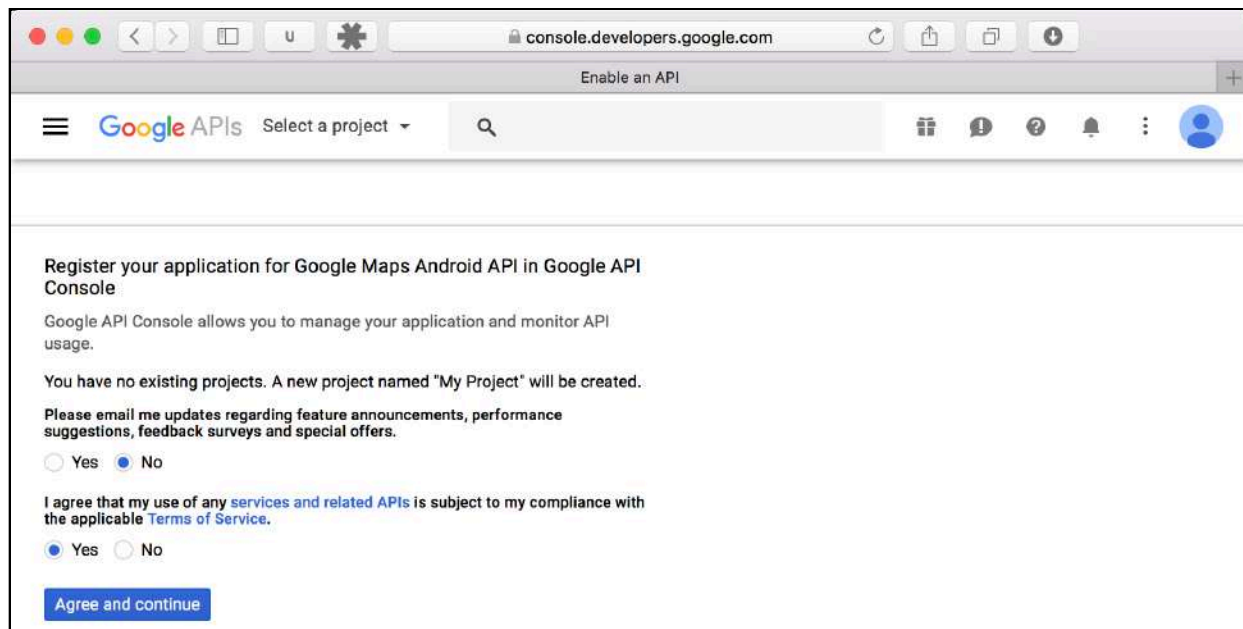 U
console.developers.google.com
Enable an API
Google APIs Select a project
Register your application for Google Maps Android API in Google API
Console
Google API Console allows you to manage your application and monitor API
usage.
You have no existing projects. A new project named "My Project" will be created.
Please email me updates regarding feature announcements, performance
suggestions, feedback surveys and special offers.
Yes No
I agree that my use of any services and related APIs is subject to my compliance with
the applicable Terms of Service.
Yes No
Agree and continue